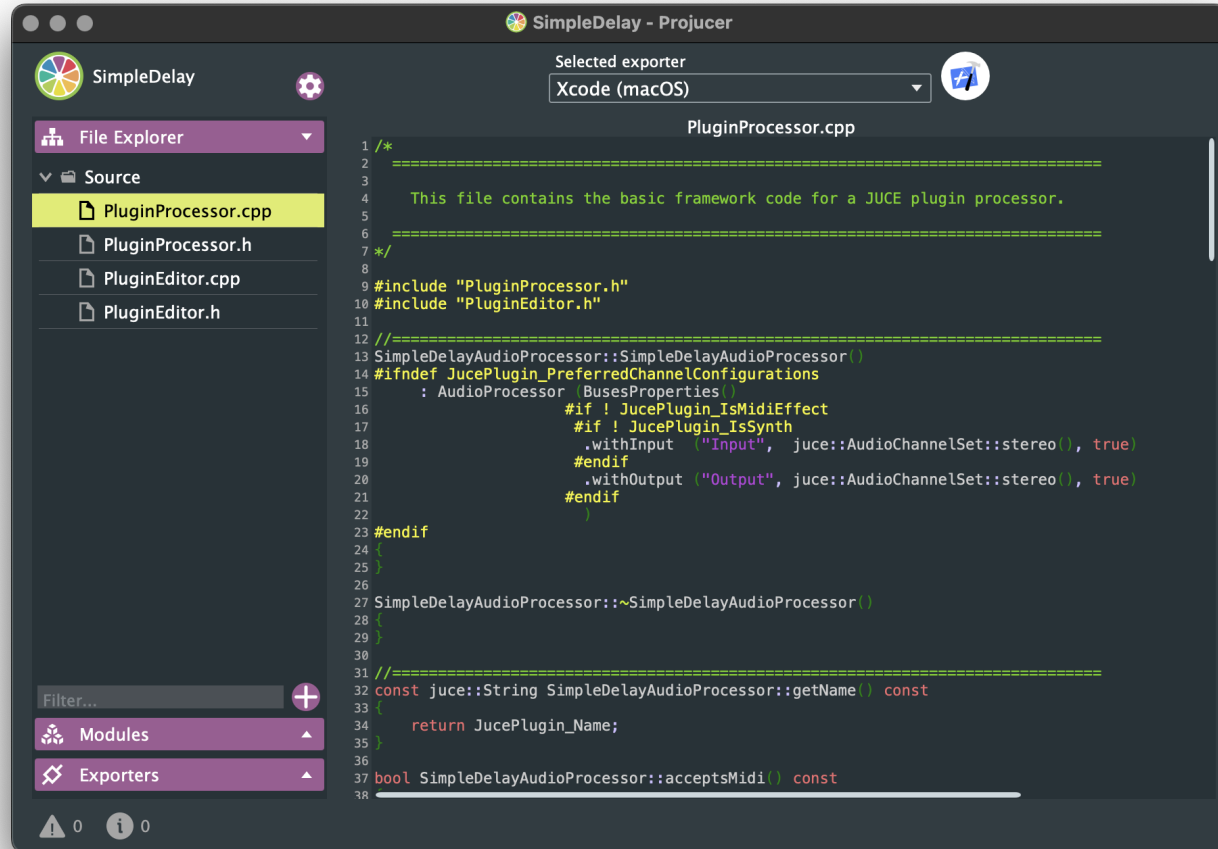 SimpleDelay - Projucer
SimpleDelay
Selected exporter
Xcode (macOS)
File Explorer
Source
PluginProcessor.cpp
PluginProcessor.h
PluginEditor.cpp
PluginEditor.h
Filter...
Modules
Exporters
0
0
PluginProcessor.cpp
1 /*
2   ==============================================================================
3
4     This file contains the basic framework code for a JUCE plugin processor.
5
6   ==============================================================================
7 */
8
9 #include "PluginProcessor.h"
10 #include "PluginEditor.h"
11
12 //==============================================================================
13 SimpleDelayAudioProcessor::SimpleDelayAudioProcessor()
14 #ifndef JucePlugin_PreferredChannelConfigurations
15      : AudioProcessor (BusesProperties()
16                      #if ! JucePlugin_IsMidiEffect
17                       #if ! JucePlugin_IsSynth
18                        .withInput  ("Input",  juce::AudioChannelSet::stereo(), true)
19                       #endif
20                        .withOutput ("Output", juce::AudioChannelSet::stereo(), true)
21                      #endif
22                        )
23 #endif
24 {
25 }
26
27 SimpleDelayAudioProcessor::~SimpleDelayAudioProcessor()
28 {
29 }
30
31 //==============================================================================
32 const juce::String SimpleDelayAudioProcessor::getName() const
33 {
34     return JucePlugin_Name;
35 }
36
37 bool SimpleDelayAudioProcessor::acceptsMidi() const
38